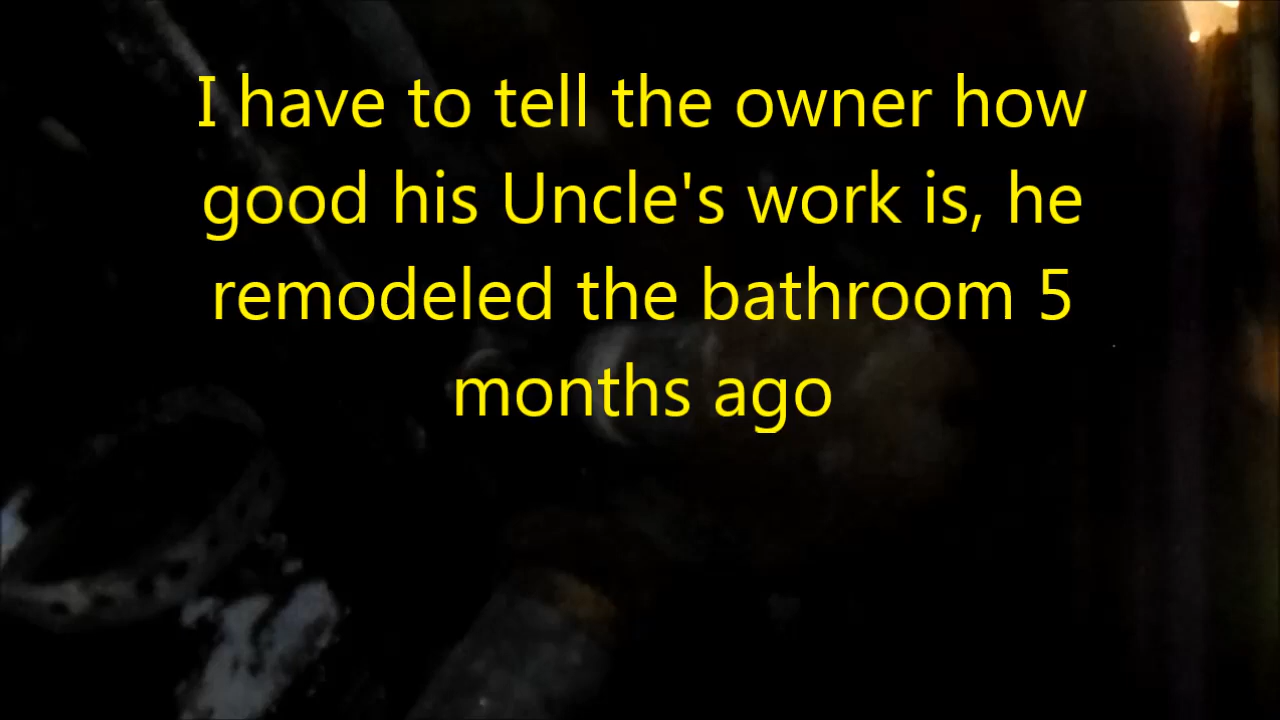 I have to tell the owner how
good his Uncle's work is, he
remodeled the bathroom 5
months ago